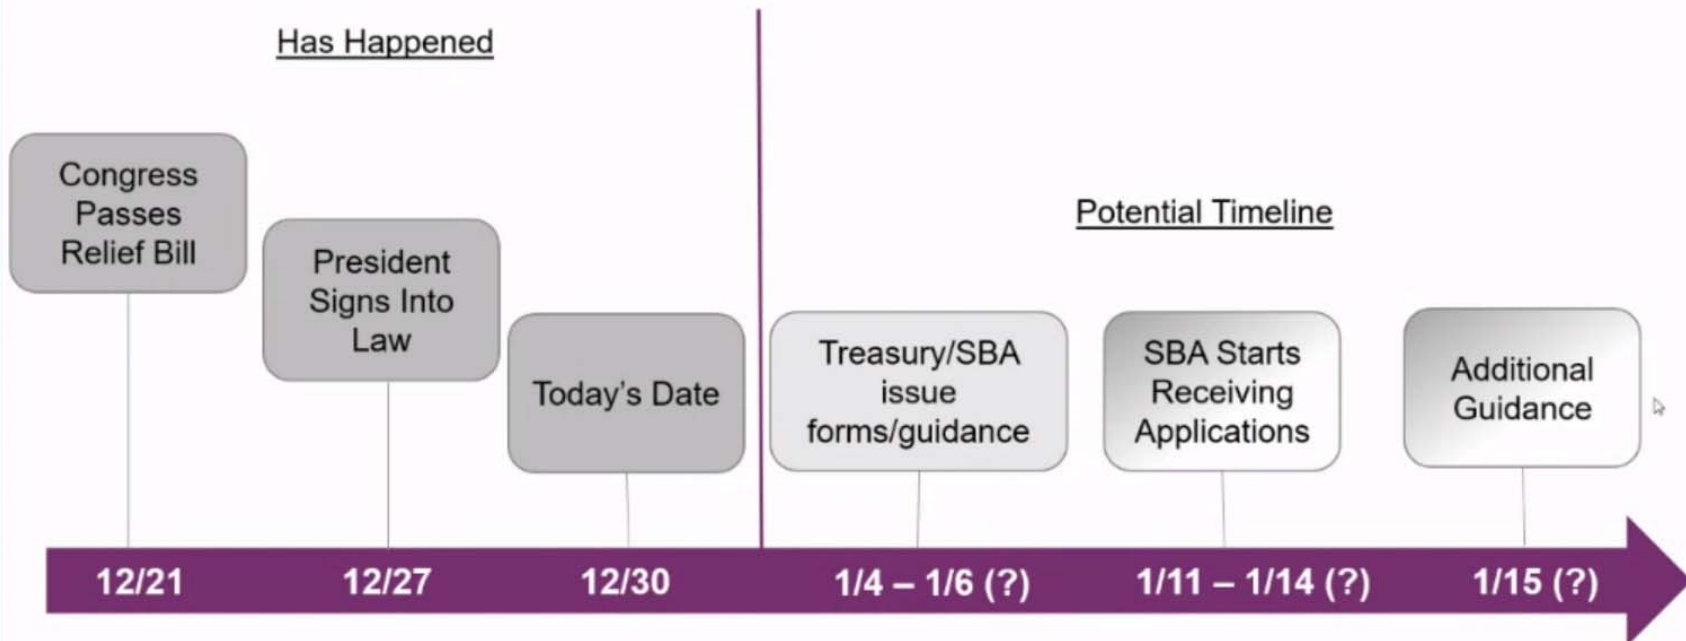 Has Happened
Congress
Passes
Relief Bill
President
Signs Into
Law
Today's Date
Potential Timeline
Treasury/SBA
issue
forms/guidance
SBA Starts
Receiving
Applications
Additional
Guidance
12/21
12/27
12/30
1/4 – 1/6 (?)
1/11 – 1/14 (?)
1/15 (?)